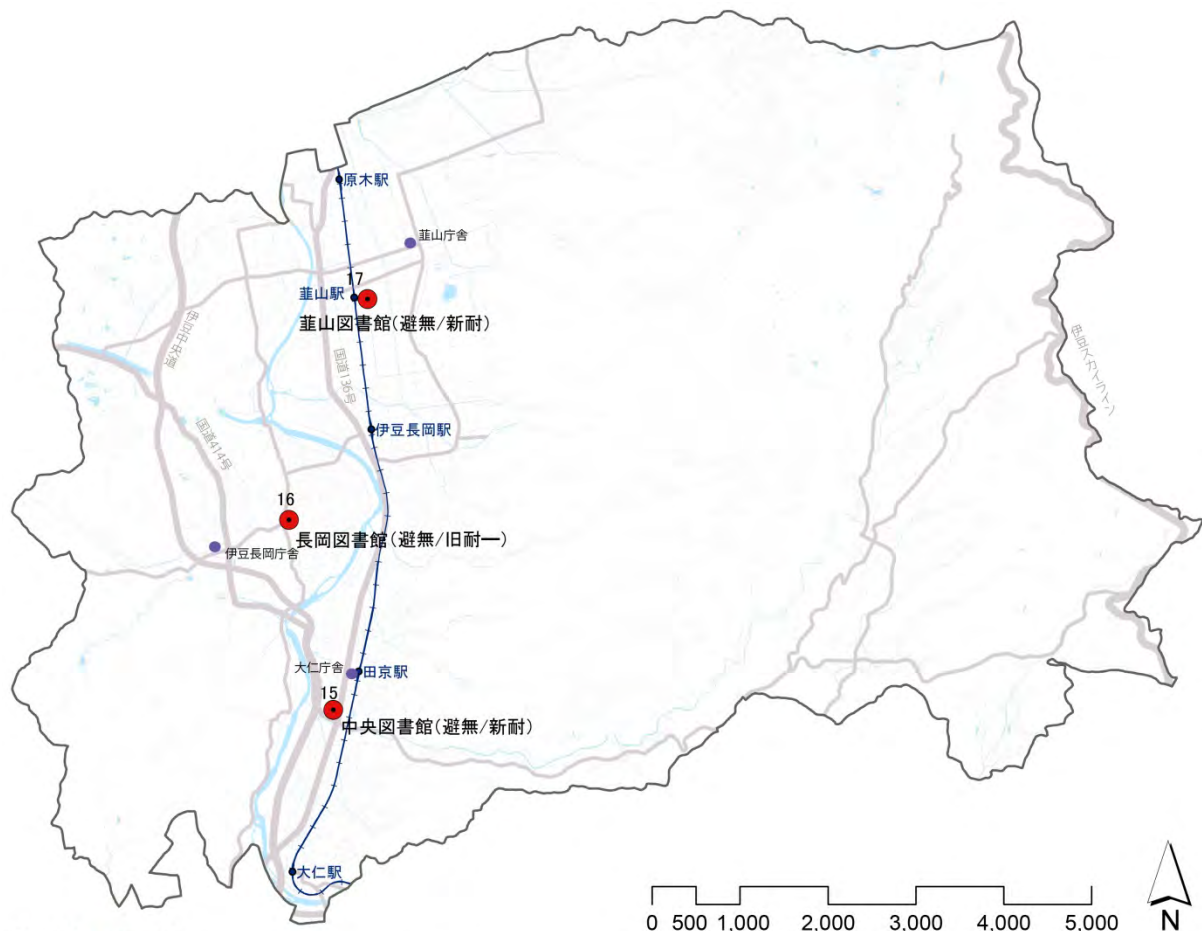 原木駅
韮山庁舎
17
韮山駅
韮山図書館(避無/新耐)
伊豆中央道
国道136号
伊豆スカイライン
国道414号
伊豆長岡駅
16
長岡図書館(避無/旧耐ー)
伊豆長岡庁舎
大仁庁舎
田京駅
15
中央図書館(避無/新耐)
大仁駅
0 500 1,000 2,000 3,000 4,000 5,000
N